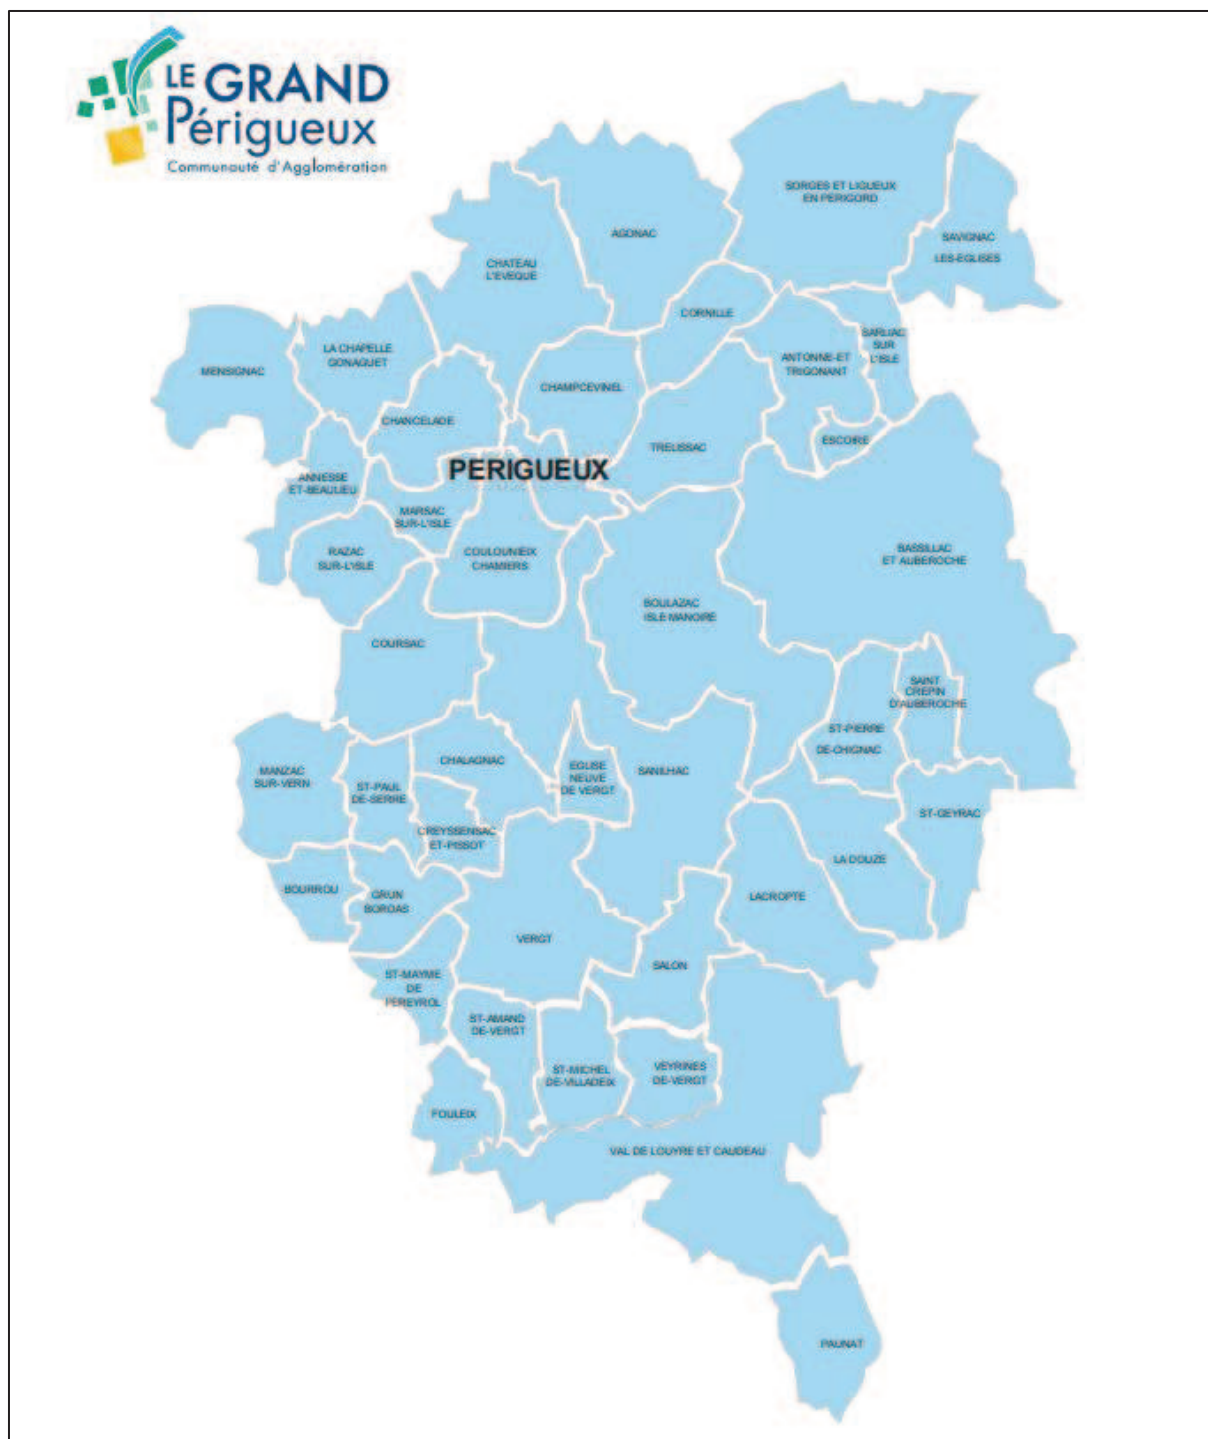 LE GRAND
Périgueux
Communauté d'Agglomération
SORGES ET LIGUEUX
EN PERIGORD
AGONAC
SAVIGNAC
LES-EGLISES
CHATEAU
L'EVEQUE
CORNILLE
SARLIAC
SUR
L'ISLE
LA CHAPELLE
GONAGUET
MENSIGNAC
ANTONNE-ET
TRIGONANT
CHAMPCEVINEL
CHANCELADE
ESCOIRE
TRELISSAC
PERIGUEUX
ANNESSE
ET-BEAULIEU
MARSAC
SUR-L'ISLE
RAZAC
SUR-L'ISLE
COULOUNIEIX
CHAMIERS
BASSILLAC
ET AUBEROCHE
BOULAZAC
ISLE MANOIRE
COURSAC
SAINT
CREPIN
D'AUBEROCHE
ST-PIERRE
DE-CHIGNAC
CHALAGNAC
EGLISE
NEUVE
DE VERGT
SANILHAC
MANZAC
SUR-VERN
ST-PAUL
DE-SERRE
ST-GEYRAC
CREYSSENSAC
ET-PISSOT
LA DOUZE
BOURROU
GRUN
BORDAS
LACROPTE
VERGT
SALON
ST-MAYME
DE
PEREYROL
ST-AMAND
DE-VERGT
ST-MICHEL
DE-VILLADEIX
VEYRINES
DE-VERGT
FOULEIX
VAL DE LOUYRE ET CAUDEAU
PAUNAT